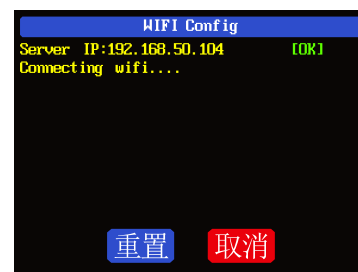 WIFI Config
Server IP:192.168.50.104 [OK]
Connecting wifi....
重置 取消